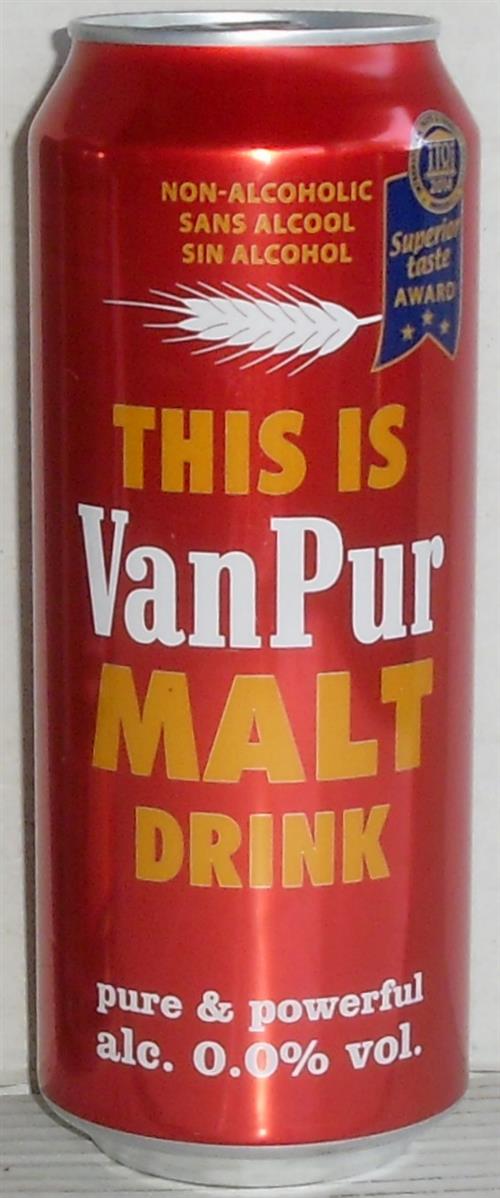 NON-ALCOHOLIC
SANS ALCOOL
SIN ALCOHOL
Superior
taste
AWARD
THIS IS
VanPur
MALT
DRINK
pure & powerful
alc. 0.0% vol.